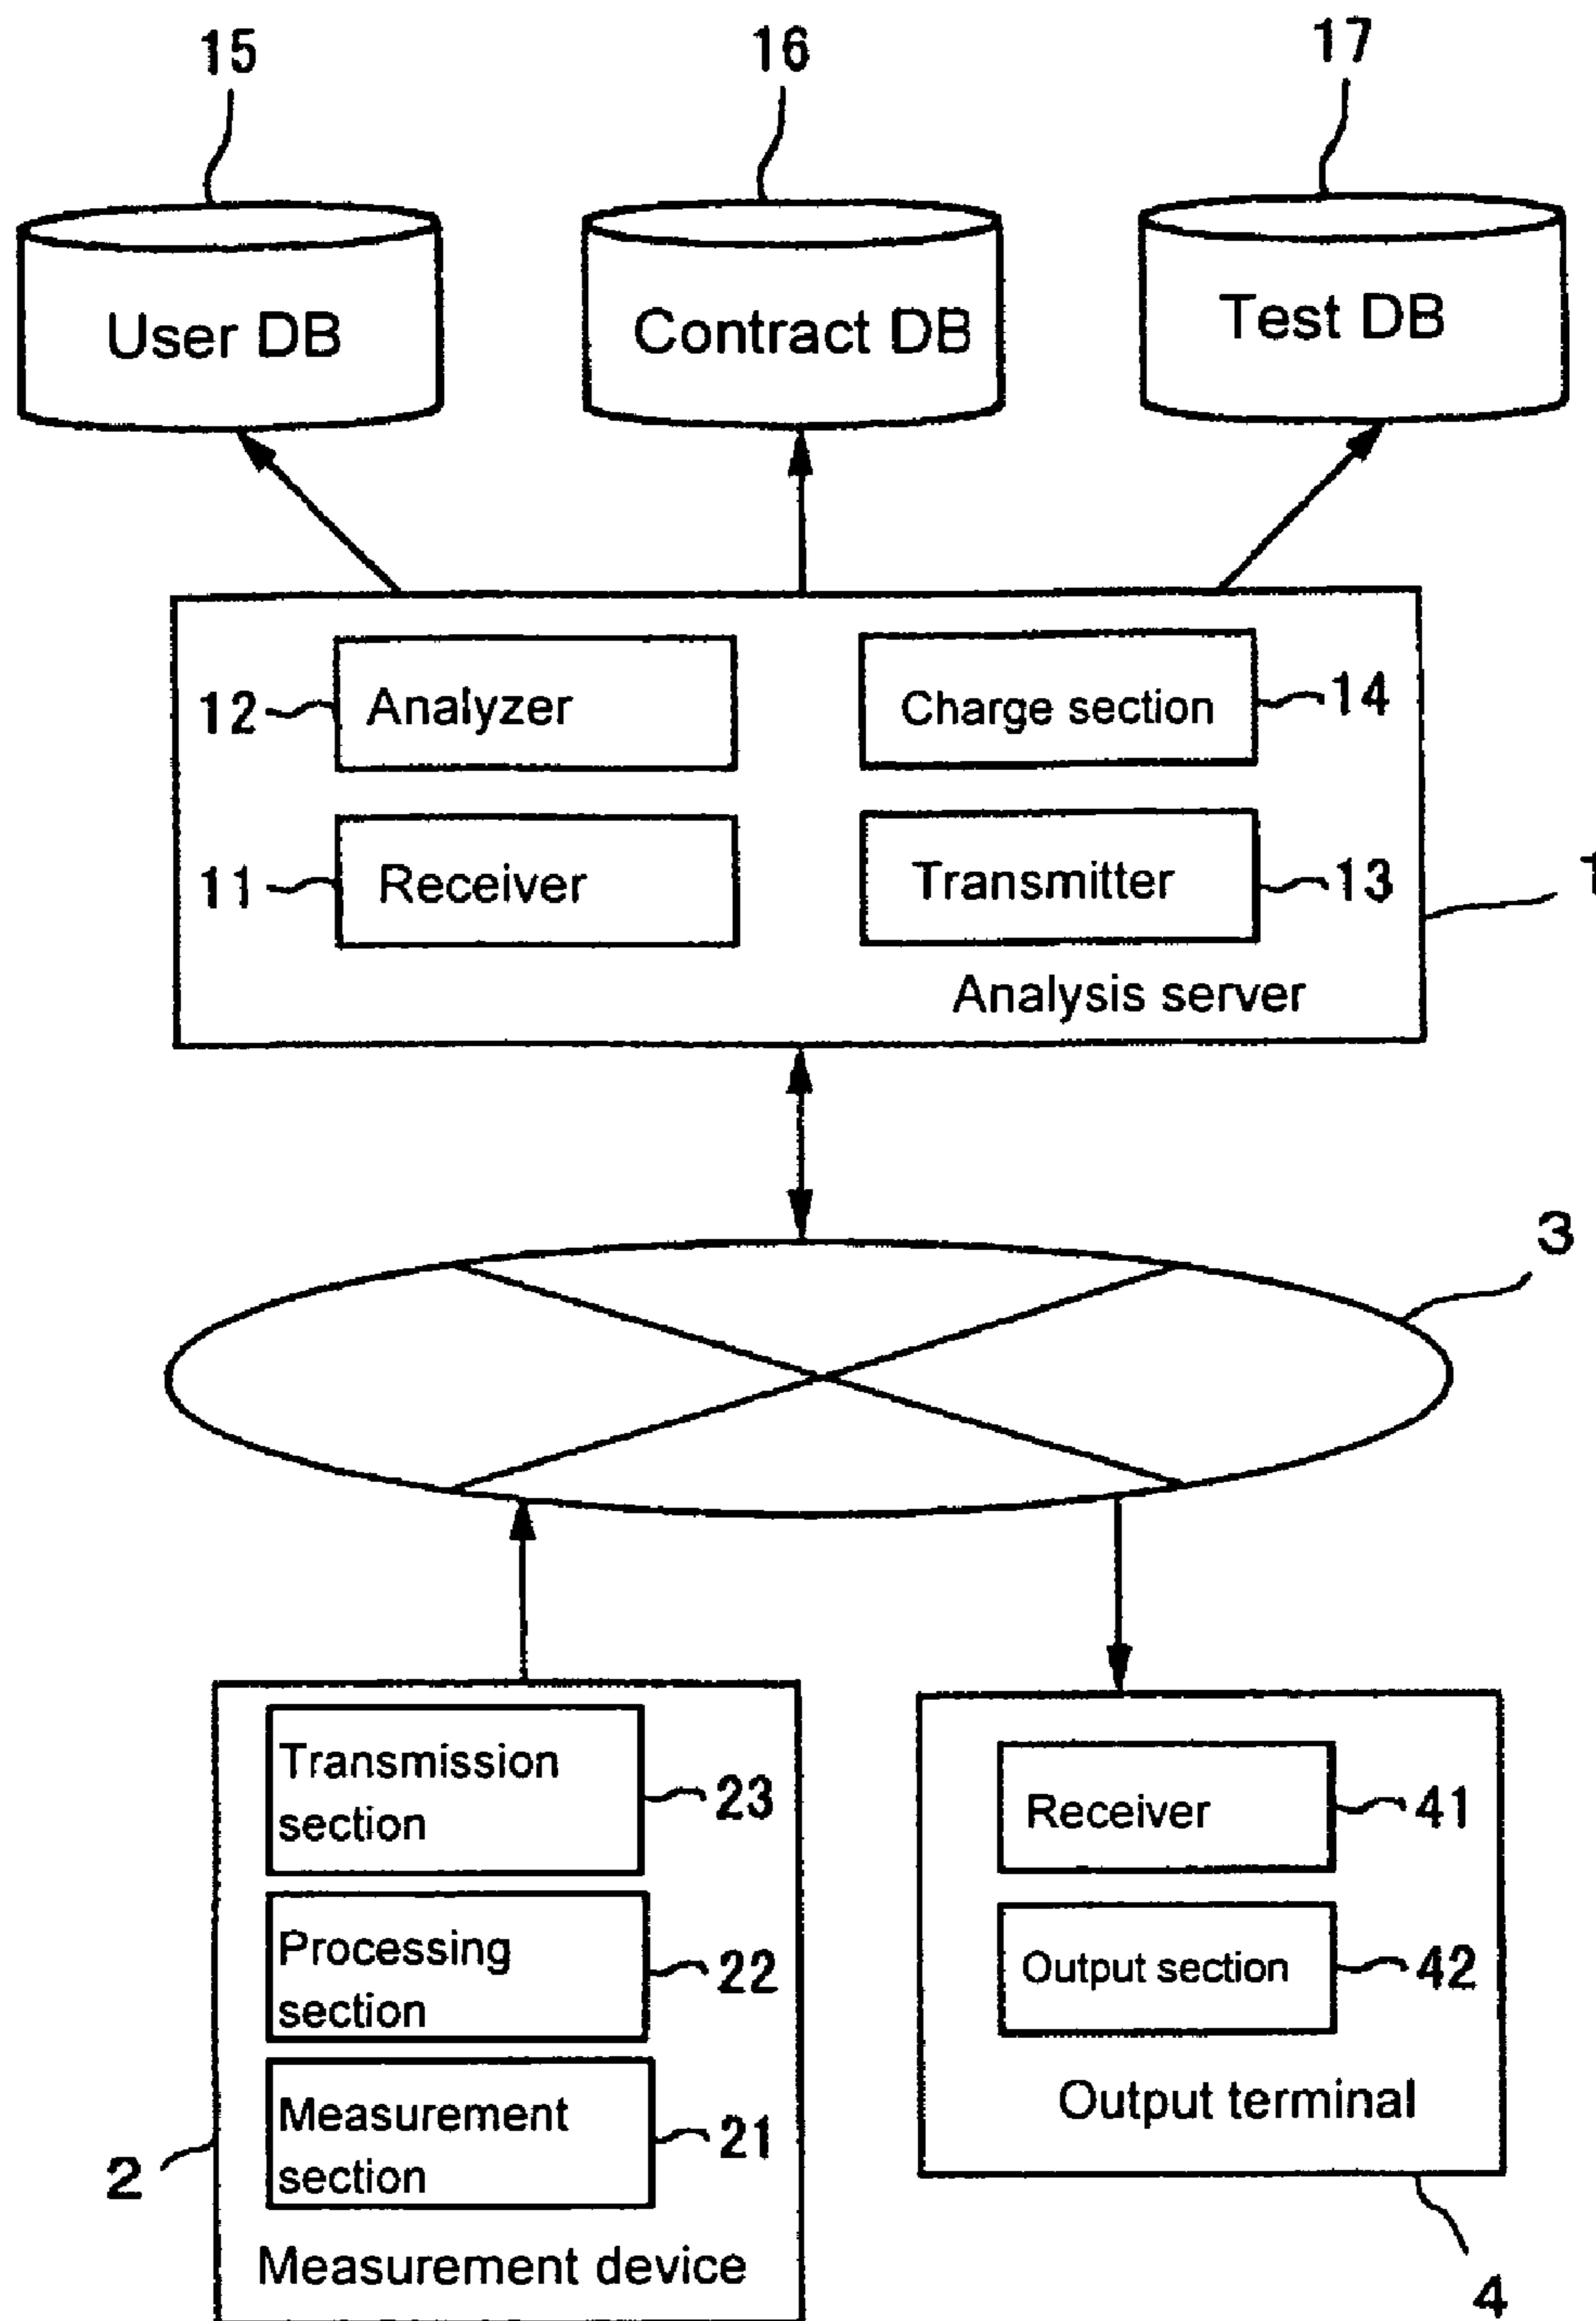 15
16
17
User DB
Contract DB
Test DB
12
Analyzer
Charge section
14
11
Receiver
Transmitter
13
1
Analysis server
3
Transmission
section
23
Processing
section
22
Measurement
section
21
2
Measurement device
Receiver
41
Output section
42
Output terminal
4